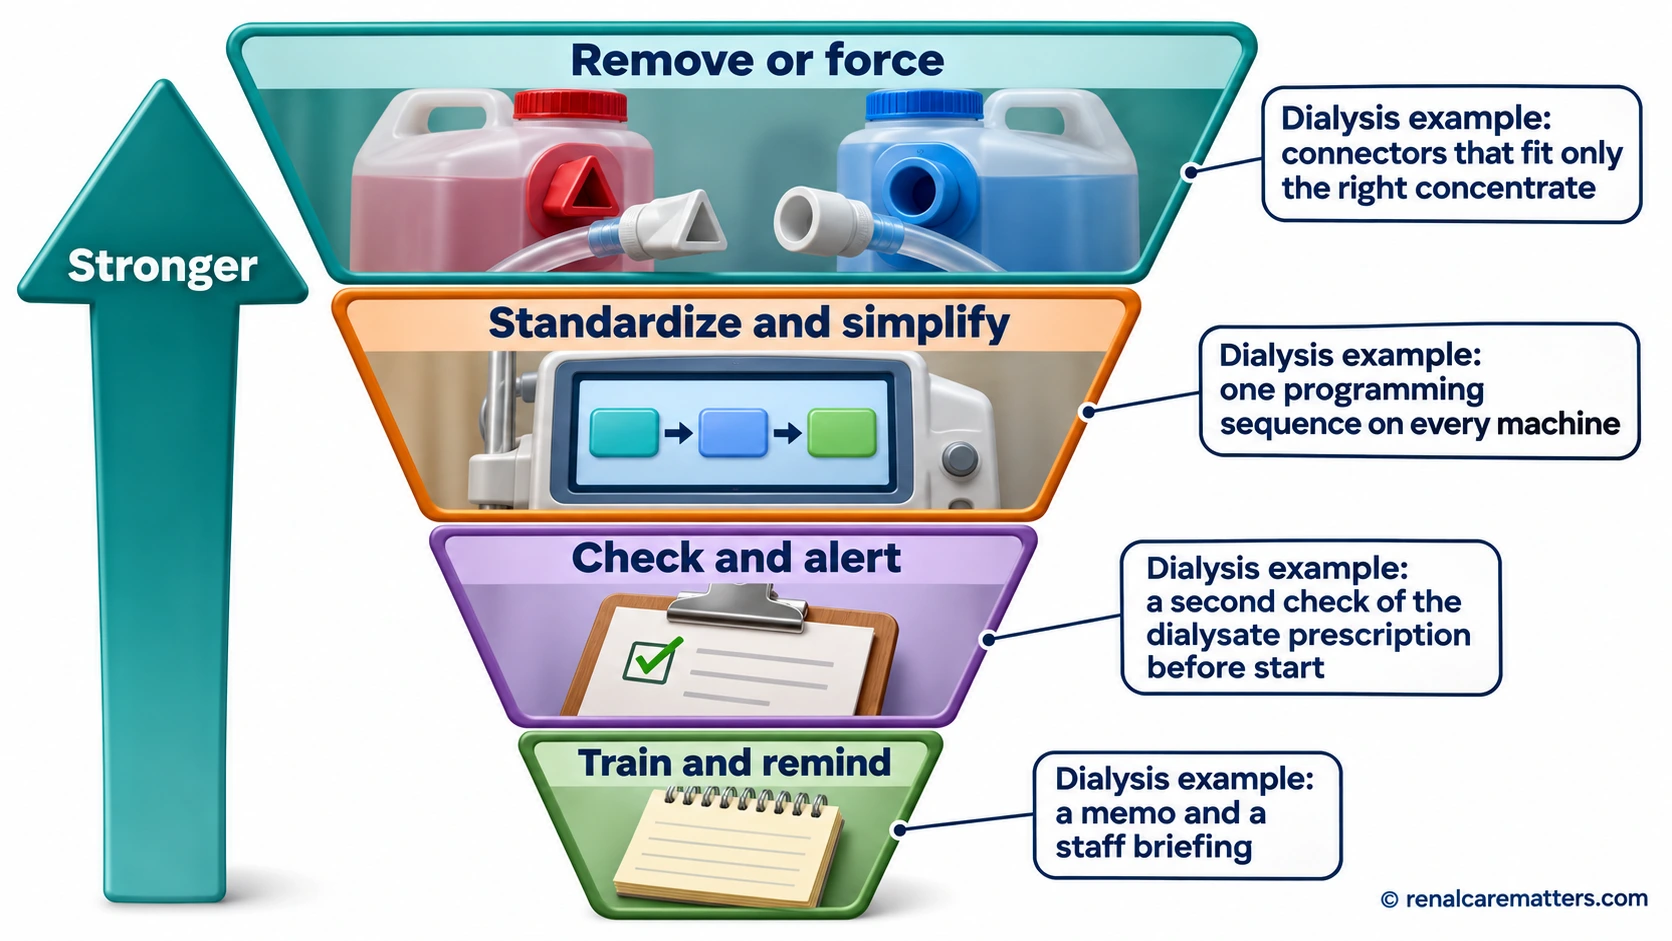 Remove or force
Dialysis example:
connectors that fit only
the right concentrate
Stronger
Standardize and simplify
Dialysis example:
one programming
sequence on every machine
Check and alert
Dialysis example:
a second check of the
dialysate prescription
before start
Train and remind
Dialysis example:
a memo and a
staff briefing
© renalcarematters.com